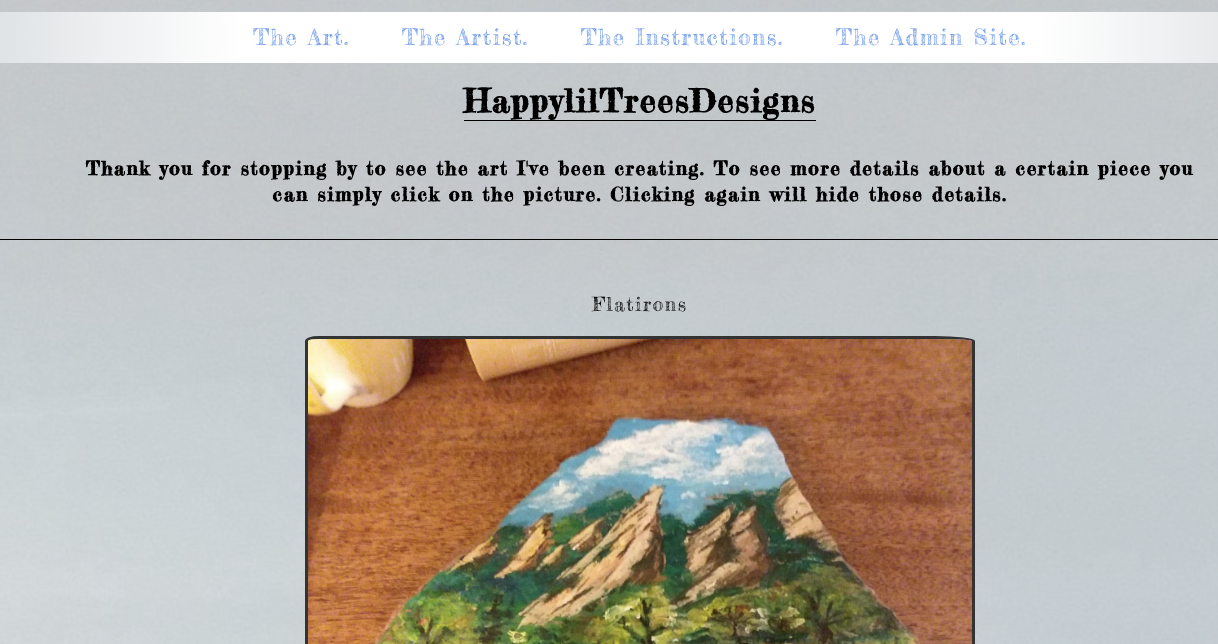 The Art. The Artist. The Instructions. The Admin Site.
HappylilTreesDesigns
Thank you for stopping by to see the art I've been creating. To see more details about a certain piece you
can simply click on the picture. Clicking again will hide those details.
Flatirons